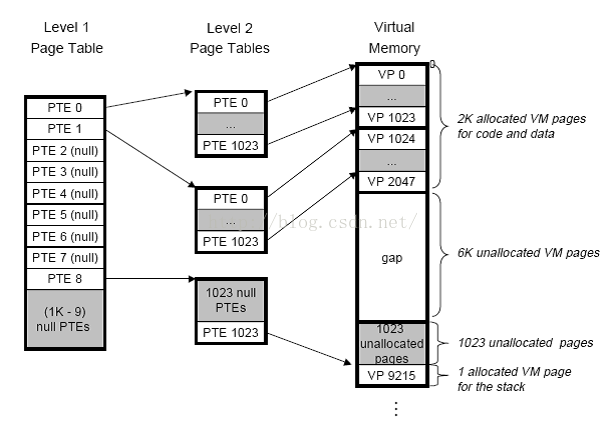 Level 1
Page Table
Level 2
Page Tables
Virtual
Memory
0
PTE 0
PTE 1
PTE 2 (null)
PTE 3 (null)
PTE 4 (null)
PTE 5 (null)
PTE 6 (null)
PTE 7 (null)
PTE 8
(1K - 9)
null PTEs
PTE 0
...
PTE 1023
PTE 0
...
PTE 1023
1023 null
PTEs
PTE 1023
VP 0
...
VP 1023
VP 1024
...
VP 2047
gap
1023
unallocated
pages
VP 9215
2K allocated VM pages
for code and data
6K unallocated VM pages
1023 unallocated pages
1 allocated VM page
for the stack
http://blog.csdn.net/